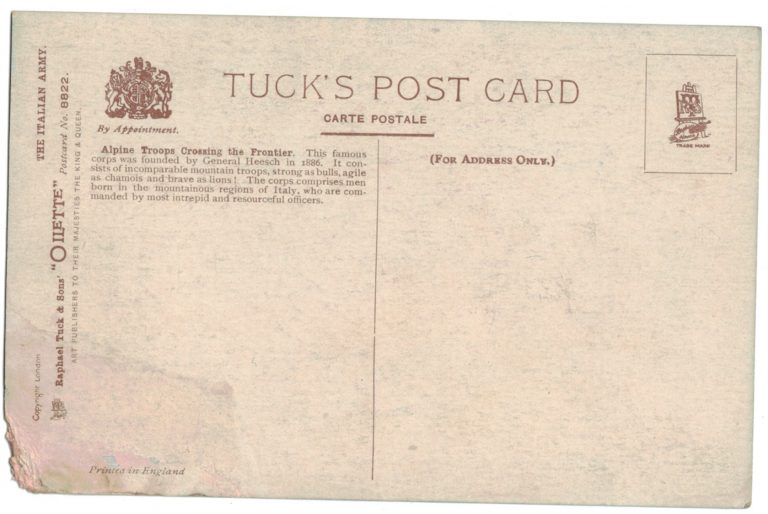 THE ITALIAN ARMY.
Copyright London
Raphael Tuck & Sons' "OILETTE" Postcard No. 8822.
ART PUBLISHERS TO THEIR MAJESTIES THE KING & QUEEN.
By Appointment.
TUCK'S POST CARD
CARTE POSTALE
Alpine Troops Crossing the Frontier. This famous
corps was founded by General Heesch in 1886. It con-
sists of incomparable mountain troops, strong as bulls, agile
as chamois and brave as lions! The corps comprises men
born in the mountainous regions of Italy, who are com-
manded by most intrepid and resourceful officers.
(FOR ADDRESS ONLY.)
TRADE MARK
Printed in England